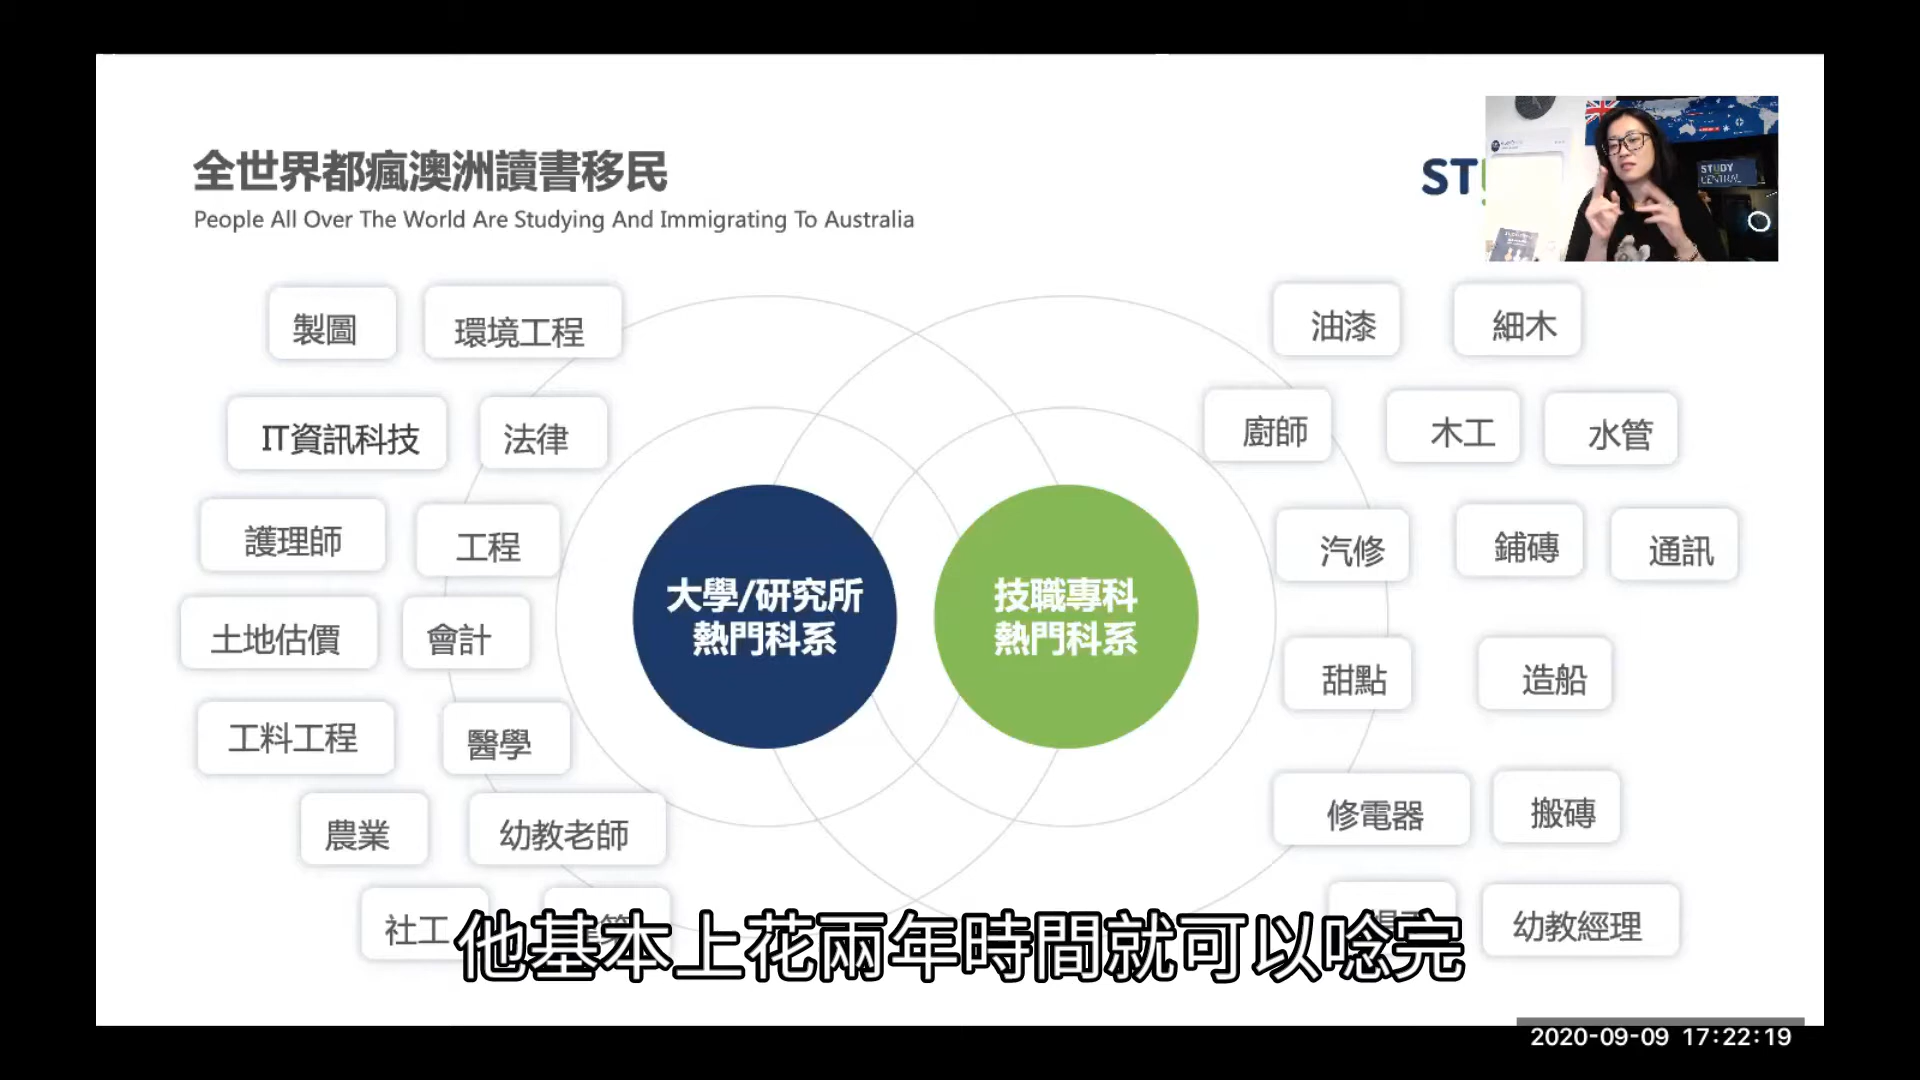 全世界都瘋澳洲讀書移民
People All Over The World Are Studying And Immigrating To Australia
ST
STUDY
CENTRAL
製圖
環境工程
IT資訊科技
法律
護理師
工程
土地估價
會計
工料工程
醫學
農業
幼教老師
社工
大學/研究所
熱門科系
技職專科
熱門科系
油漆
細木
廚師
木工
水管
汽修
鋪磚
通訊
甜點
造船
修電器
搬磚
幼教經理
他基本上花兩年時間就可以唸完
2020-09-09 17:22:19